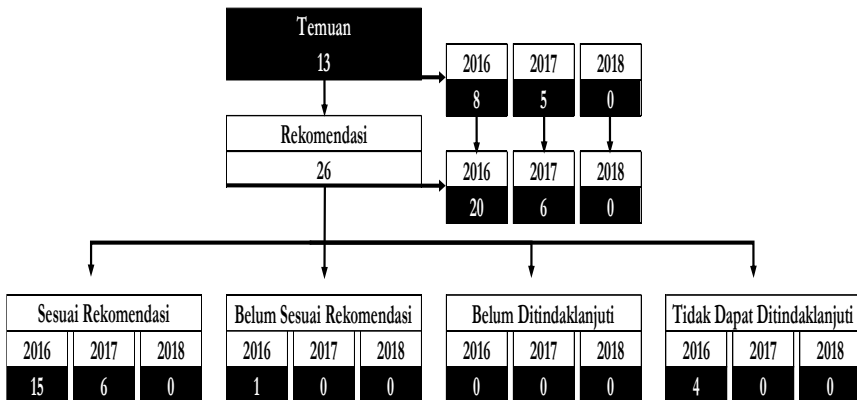 Temuan
13
2016 2017 2018
8 5 0
Rekomendasi
26
2016 2017 2018
20 6 0
Sesuai Rekomendasi
2016 2017 2018
15 6 0
Belum Sesuai Rekomendasi
2016 2017 2018
1 0 0
Belum Ditindaklanjuti
2016 2017 2018
0 0 0
Tidak Dapat Ditindaklanjuti
2016 2017 2018
4 0 0